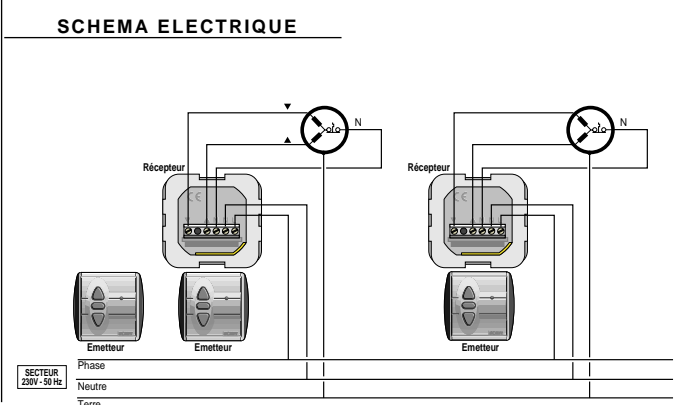 SCHEMA ELECTRIQUE
N
N
Récepteur
Récepteur
CE
CE
Emetteur
Emetteur
Emetteur
SECTEUR
230V - 50 Hz
Phase
Neutre
Terre